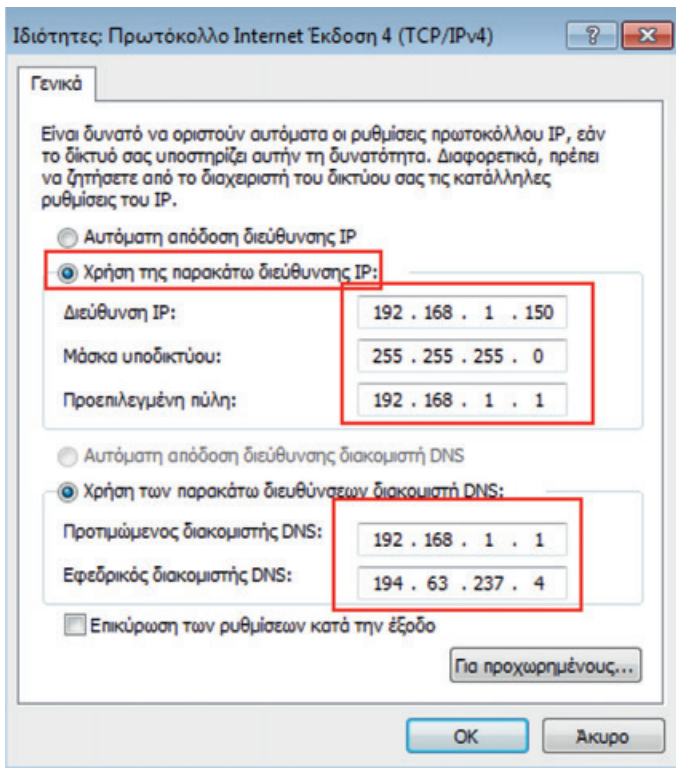 Ιδιότητες: Πρωτόκολλο Internet Έκδοση 4 (TCP/IPv4)
Γενικά
Είναι δυνατό να οριστούν αυτόματα οι ρυθμίσεις πρωτοκόλλου IP, εάν
το δίκτυό σας υποστηρίζει αυτήν τη δυνατότητα. Διαφορετικά, πρέπει
να ζητήσετε από το διαχειριστή του δικτύου σας τις κατάλληλες
ρυθμίσεις του IP.
Αυτόματη απόδοση διεύθυνσης IP
Χρήση της παρακάτω διεύθυνσης IP:
Διεύθυνση IP: 192 . 168 . 1 . 150
Μάσκα υποδικτύου: 255 . 255 . 255 . 0
Προεπιλεγμένη πύλη: 192 . 168 . 1 . 1
Αυτόματη απόδοση διεύθυνσης διακομιστή DNS
Χρήση των παρακάτω διευθύνσεων διακομιστή DNS:
Προτιμώμενος διακομιστής DNS: 192 . 168 . 1 . 1
Εφεδρικός διακομιστής DNS: 194 . 63 . 237 . 4
Επικύρωση των ρυθμίσεων κατά την έξοδο
Για προχωρημένους...
OK Άκυρο